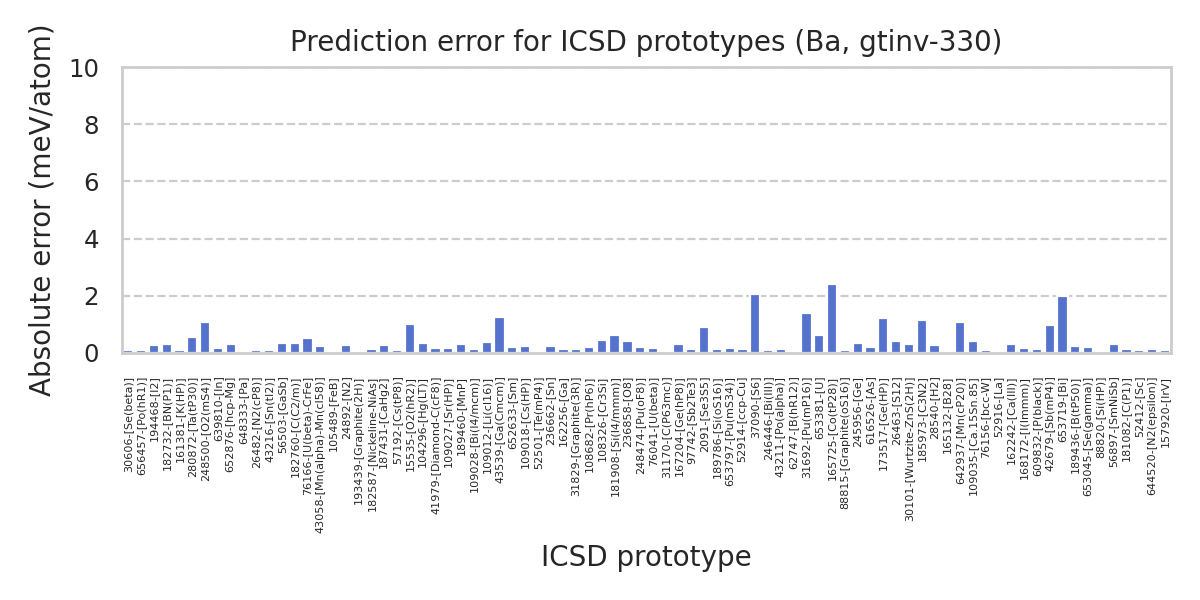 Prediction error for ICSD prototypes (Ba, gtinv-330)
Absolute error (meV/atom)
10
8
6
4
2
0
30606-[Se(beta)]
656457-[Po(hR1)]
194468-[I2]
182732-[BN(P1)]
161381-[K(HP)]
280872-[Ta(tP30)]
248500-[O2(mS4)]
639810-[In]
652876-[hcp-Mg]
648333-[Pa]
26482-[N2(cP8)]
43216-[Sn(tI2)]
56503-[GaSb]
182760-[C(C2/m)]
76166-[U(beta)-CrFe]
43058-[Mn(alpha)-Mn(cI58)]
105489-[FeB]
24892-[N2]
193439-[Graphite(2H)]
182587-[Nickeline-NiAs]
187431-[CaHg2]
57192-[Cs(tP8)]
15535-[O2(hR2)]
104296-[Hg(LT)]
41979-[Diamond-C(cF8)]
109027-[Sr(HP)]
189460-[MnP]
109028-[Bi(I4/mcm)]
109012-[Li(cI16)]
43539-[Ga(Cmcm)]
652633-[Sm]
109018-[Cs(HP)]
52501-[Te(mP4)]
236662-[Sn]
162256-[Ga]
31829-[Graphite(3R)]
108682-[Pr(hP6)]
108326-[Cr3Si]
181908-[Si(I4/mmm)]
236858-[O8]
248474-[Pu(oF8)]
76041-[U(beta)]
31170-[C(P63mc)]
167204-[Ge(hP8)]
97742-[Sb2Te3]
2091-[Se3S5]
189786-[Si(oS16)]
653797-[Pu(mS34)]
52914-[ccp-Cu]
37090-[S6]
246446-[Bi(III)]
43211-[Po(alpha)]
62747-[B(hR12)]
31692-[Pu(mP16)]
653381-[U]
165725-[Co(tP28)]
88815-[Graphite(oS16)]
245956-[Ge]
616526-[As]
173517-[Ge(HP)]
26463-[S12]
30101-[Wurtzite-ZnS(2H)]
185973-[C3N2]
28540-[H2]
165132-[B28]
642937-[Mn(cP20)]
109035-[Ca.15Sn.85]
76156-[bcc-W]
52916-[La]
162242-[Ca(III)]
168172-[I(Immm)]
609832-[P(black)]
42679-[Sb(mP4)]
653719-[Bi]
189436-[B(tP50)]
653045-[Se(gamma)]
88820-[Si(HP)]
56897-[SmNiSb]
181082-[C(P1)]
52412-[Sc]
644520-[N2(epsilon)]
157920-[IrV]
ICSD prototype